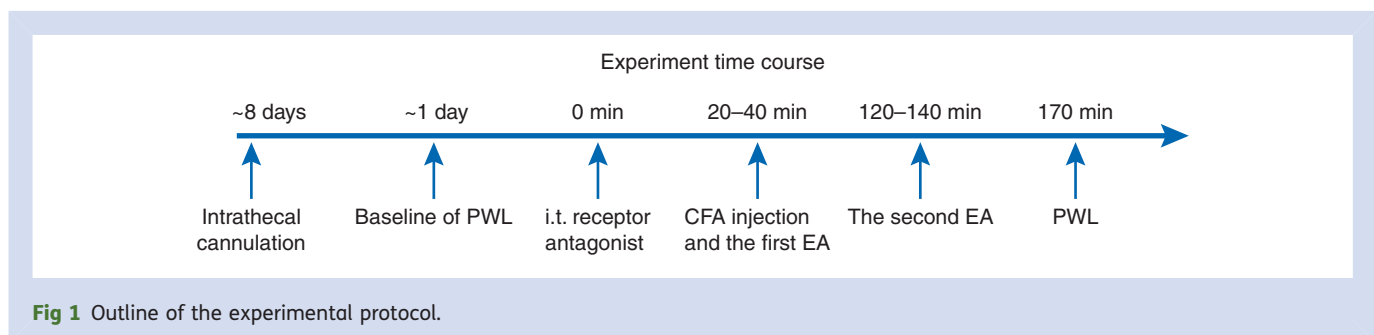 Experiment time course
~8 days ~1 day 0 min 20–40 min 120–140 min 170 min
Intrathecal cannulation
Baseline of PWL
i.t. receptor antagonist
CFA injection and the first EA
The second EA
PWL
Fig 1 Outline of the experimental protocol.